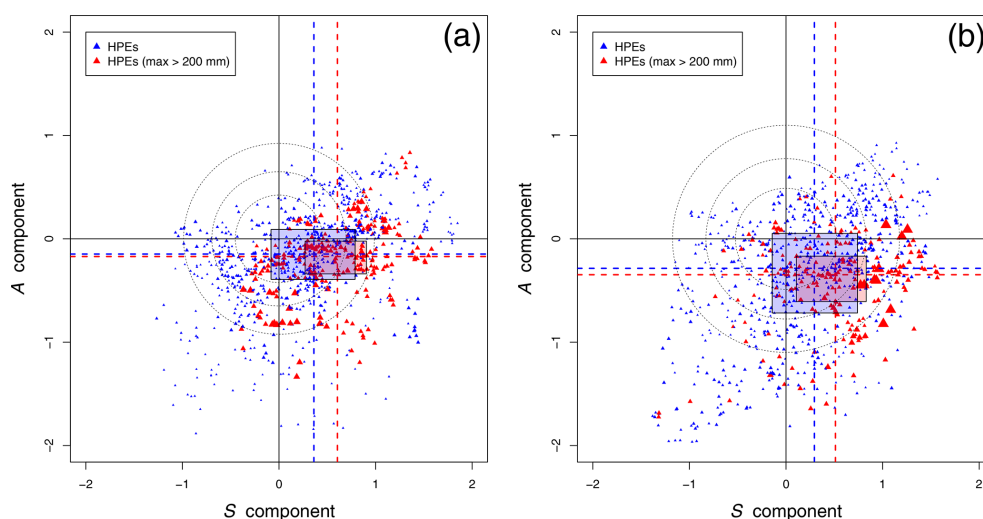 (a)
HPEs
HPEs (max > 200 mm)
2
1
0
−1
−2
A component
−2 −1 0 1 2
S component
(b)
HPEs
HPEs (max > 200 mm)
2
1
0
−1
−2
A component
−2 −1 0 1 2
S component